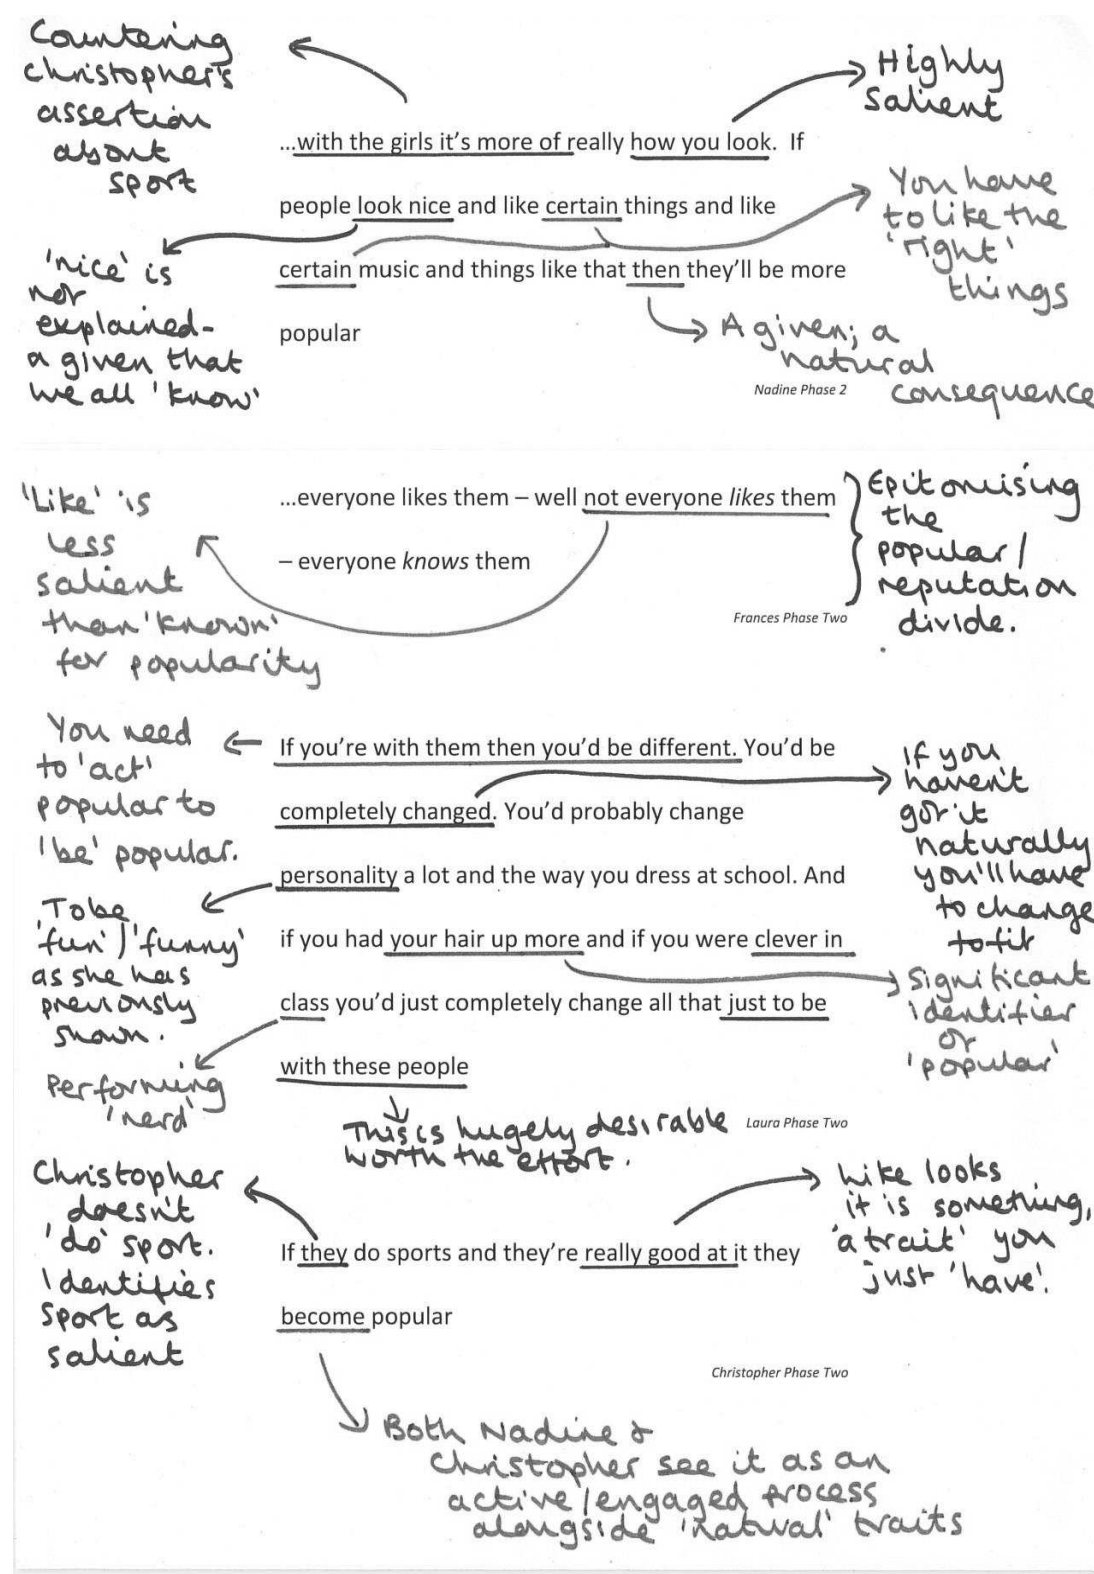 Countering
christopher's
assertion
about
sport
Highly
Salient
...with the girls it's more of really how you look. If
people look nice and like certain things and like
certain music and things like that then they'll be more
popular
Nadine Phase 2
You have
to like the
'right'
things
'nice' is
not
explained-
a given that
we all 'know'
A given; a
natural
consequence
'Like' is
less
salient
than 'known'
for popularity
...everyone likes them – well not everyone likes them
– everyone knows them
Frances Phase Two
Epitomising
the
popular/
reputation
divide.
You need
to 'act'
popular to
'be' popular.
If you're with them then you'd be different. You'd be
completely changed. You'd probably change
personality a lot and the way you dress at school. And
if you had your hair up more and if you were clever in
class you'd just completely change all that just to be
with these people
Laura Phase Two
If you
haven't
got it
naturally
you'll have
to change
to fit
To be
'fun'/'funny'
as she has
previously
shown.
Significant
identifier
of
'popular'
Performing
'nerd'
This is hugely desirable
worth the effort.
Christopher
doesn't
'do' sport.
Identifies
sport as
salient
If they do sports and they're really good at it they
become popular
Christopher Phase Two
Like looks
it is something,
'a trait' you
just 'have'.
Both Nadine &
Christopher see it as an
active/engaged process
alongside 'natural' traits